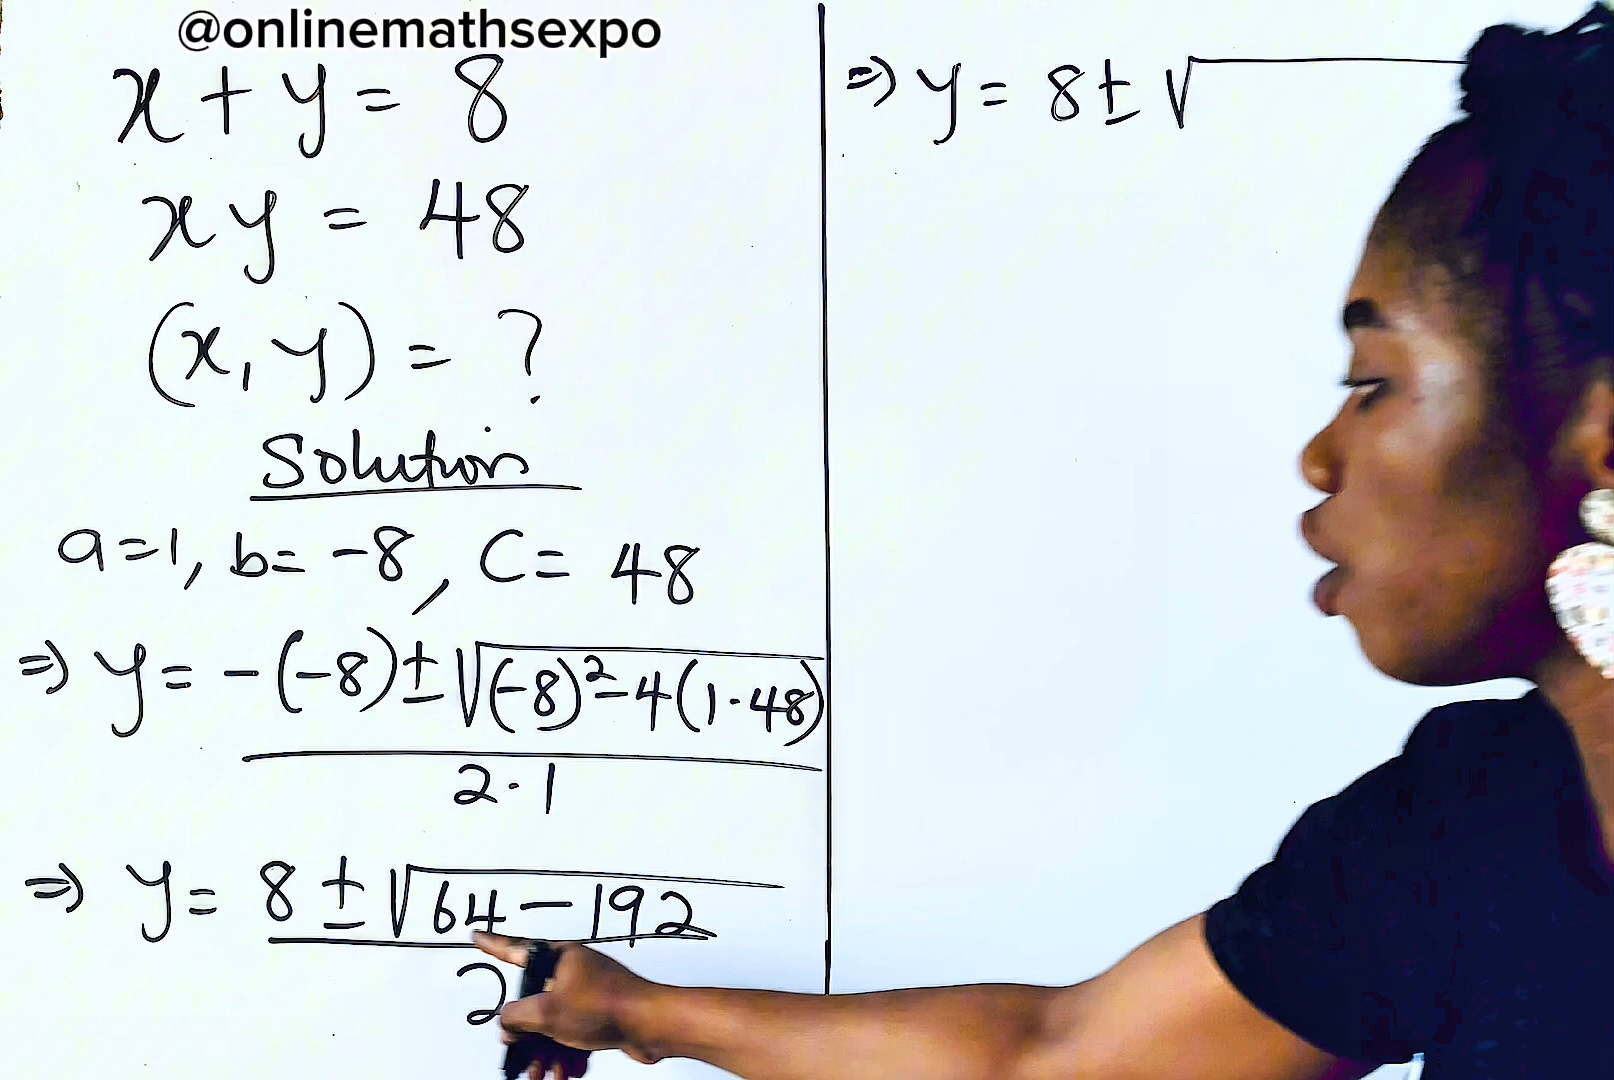 @onlinemathsexpo
x + y = 8
xy = 48
(x, y) = ?
Solution
a=1, b= -8, C= 48
⇒ y = -(-8) ± √(-8)² - 4(1·48)
2·1
⇒ y = 8 ± √64 - 192
2
⇒ y = 8 ± √